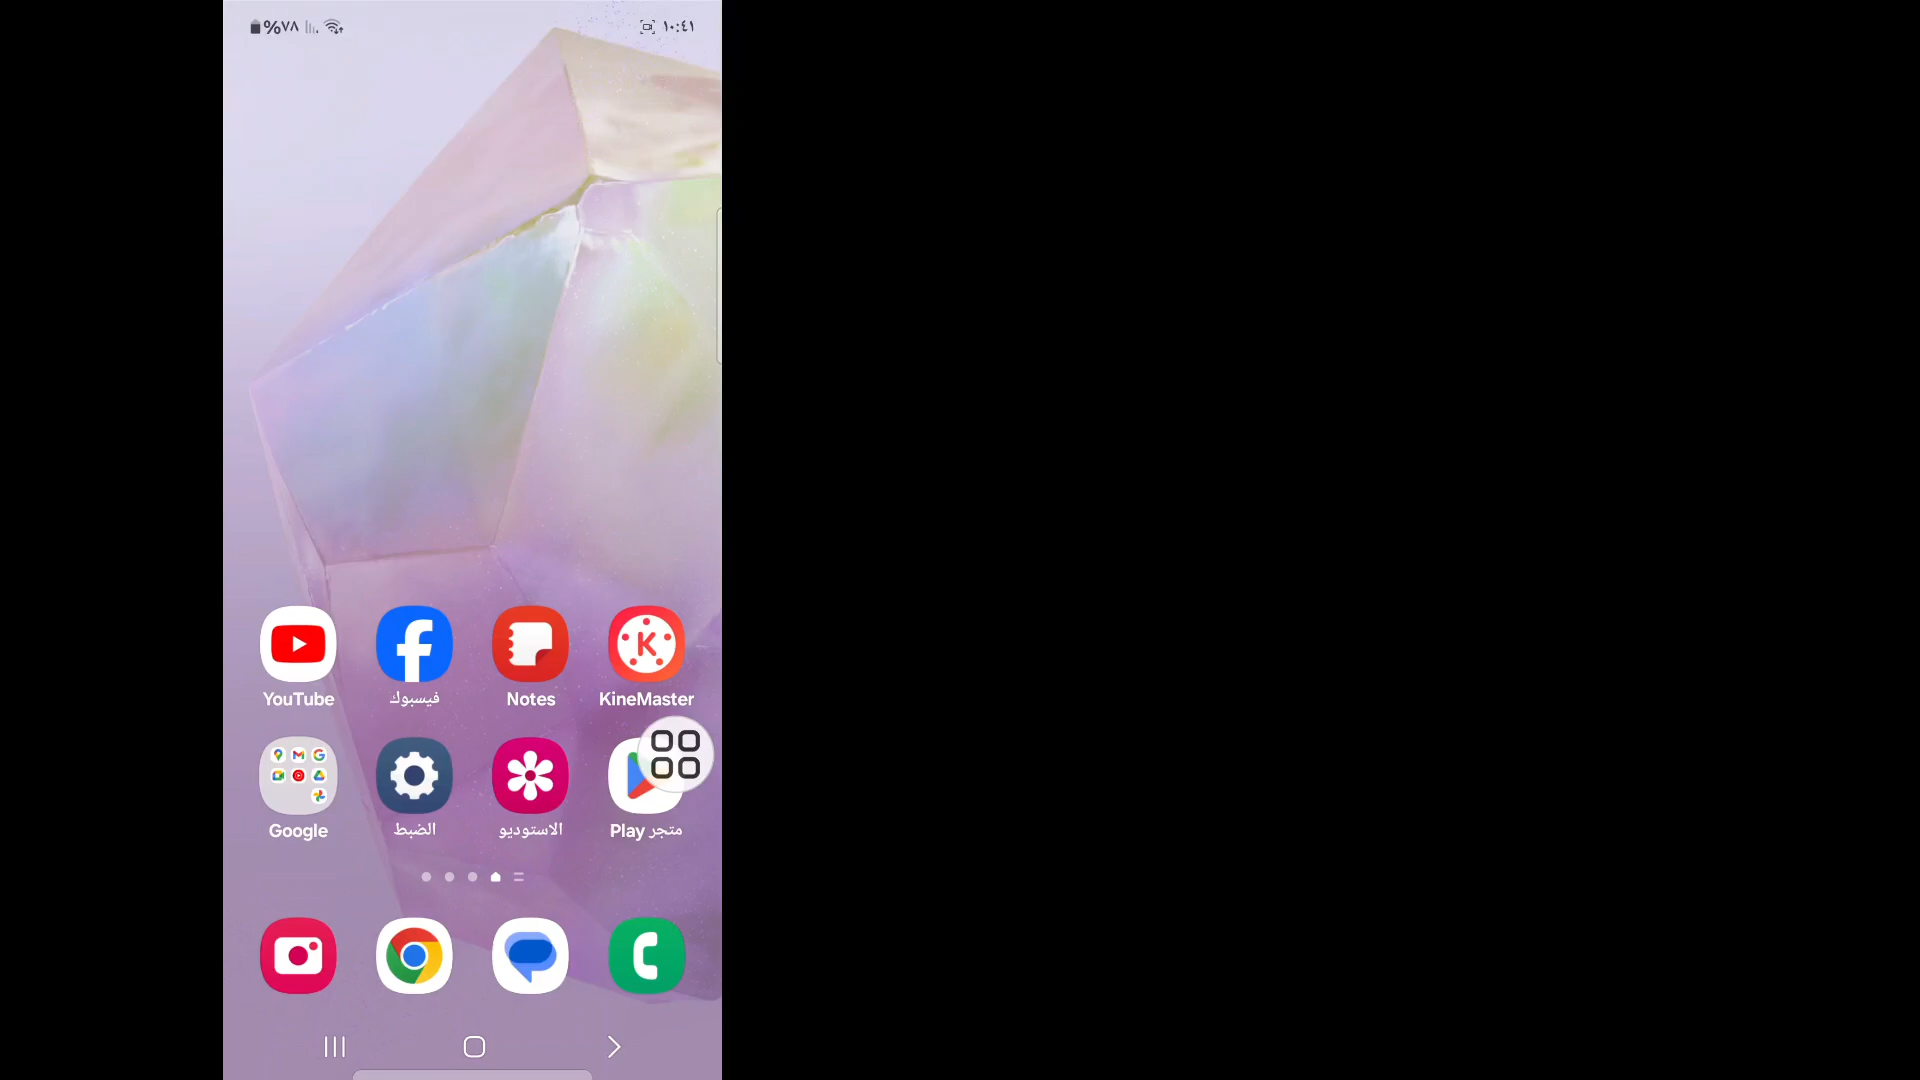 ١٠:٤١
%٧٨
YouTube
فيسبوك
Notes
KineMaster
Google
الضبط
الاستوديو
متجر Play